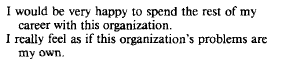 I would be very happy to spend the rest of my
career with this organization.
I really feel as if this organization's problems are
my own.